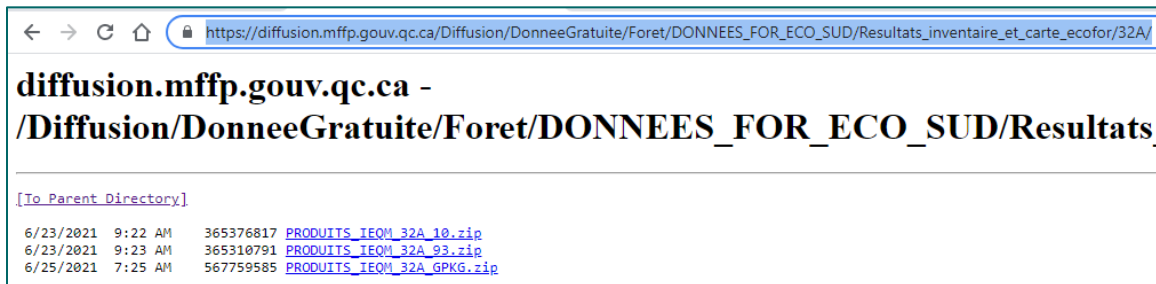 https://diffusion.mffp.gouv.qc.ca/Diffusion/DonneeGratuite/Foret/DONNEES_FOR_ECO_SUD/Resultats_inventaire_et_carte_ecofor/32A/
diffusion.mffp.gouv.qc.ca -
/Diffusion/DonneeGratuite/Foret/DONNEES_FOR_ECO_SUD/Resultats_
[To Parent Directory]
6/23/2021 9:22 AM 365376817 PRODUITS_IEQM_32A_10.zip
6/23/2021 9:23 AM 365310791 PRODUITS_IEQM_32A_93.zip
6/25/2021 7:25 AM 567759585 PRODUITS_IEQM_32A_GPKG.zip